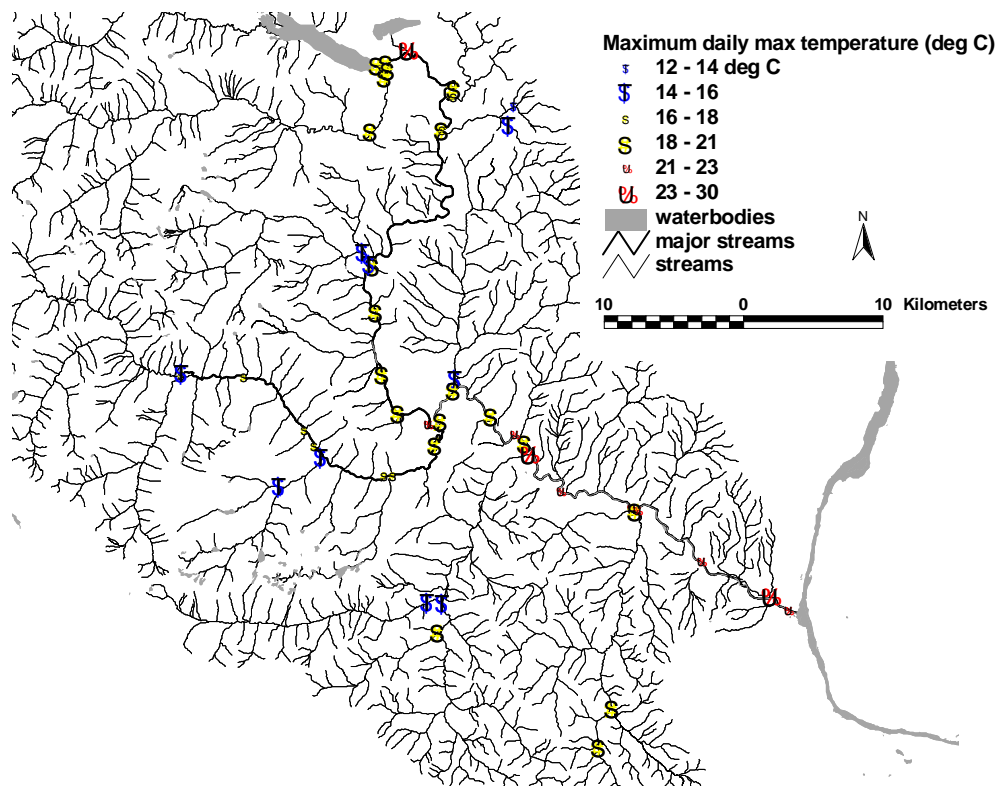 Maximum daily max temperature (deg C)
12 - 14 deg C
14 - 16
16 - 18
18 - 21
21 - 23
23 - 30
waterbodies
major streams
streams
N
10 0 10 Kilometers